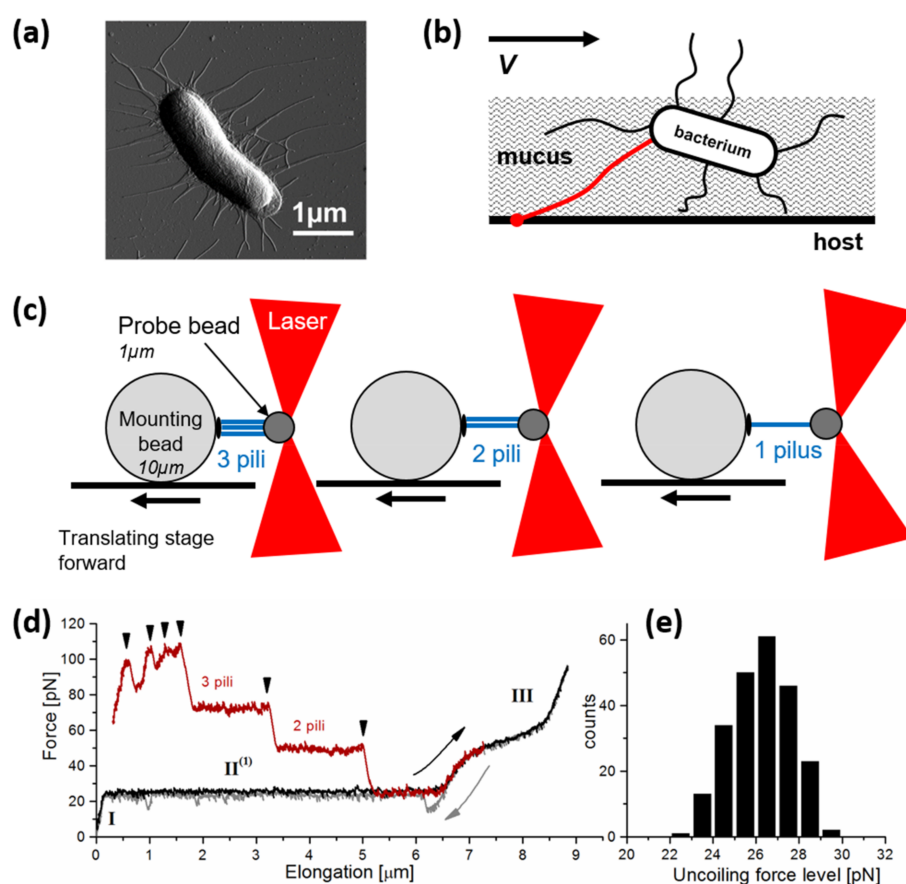 (a)
1μm
(b)
V
bacterium
mucus
host
(c)
Probe bead
1μm
Laser
Mounting
bead
10μm
3 pili
2 pili
1 pilus
Translating stage
forward
(d)
Force [pN]
120
100
80
60
40
20
0
3 pili
2 pili
I
II(1)
III
0 1 2 3 4 5 6 7 8 9
Elongation [μm]
(e)
counts
60
40
20
0
20 22 24 26 28 30 32
Uncoiling force level [pN]